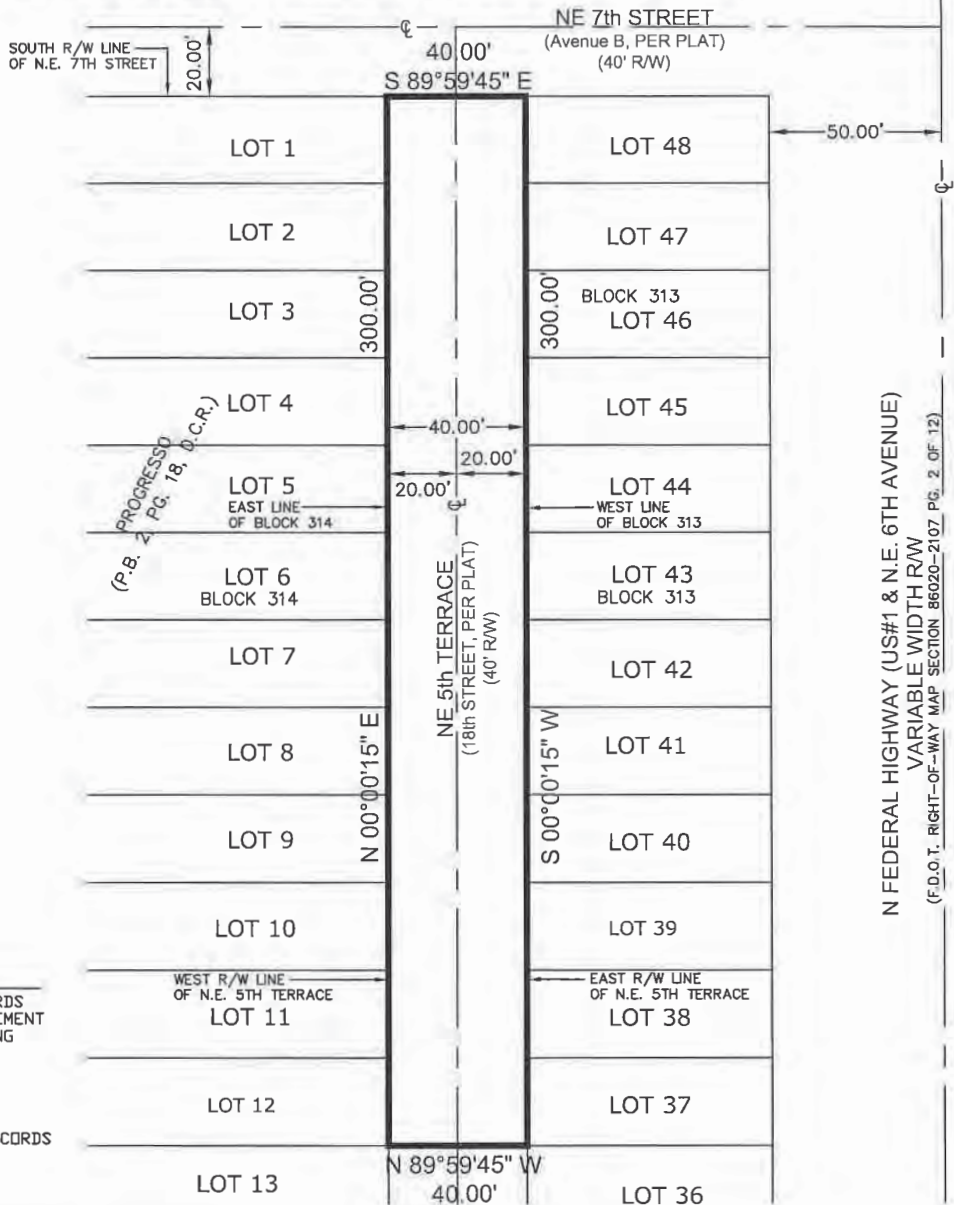 NE 7th STREET
(Avenue B, PER PLAT)
(40' R/W)
℄
SOUTH R/W LINE
OF N.E. 7TH STREET
20.00'
40.00'
S 89°59'45" E
50.00'
℄
LOT 1
LOT 48
LOT 2
LOT 47
LOT 3
300.00'
300.00'
BLOCK 313
LOT 46
LOT 4
LOT 45
40.00'
PROGRESSO
(P.B. 2, PG. 18, D.C.R.)
20.00'
20.00'
℄
LOT 5
EAST LINE
OF BLOCK 314
LOT 44
WEST LINE
OF BLOCK 313
LOT 6
BLOCK 314
LOT 43
BLOCK 313
NE 5th TERRACE
(18th STREET, PER PLAT)
(40' R/W)
LOT 7
LOT 42
N 00°00'15" E
S 00°00'15" W
LOT 8
LOT 41
LOT 9
LOT 40
N FEDERAL HIGHWAY (US#1 & N.E. 6TH AVENUE)
VARIABLE WIDTH R/W
(F.D.O.T. RIGHT-OF-WAY MAP SECTION 86020-2107 PG. 2 OF 12)
LOT 10
LOT 39
WEST R/W LINE
OF N.E. 5TH TERRACE
EAST R/W LINE
OF N.E. 5TH TERRACE
LOT 11
LOT 38
RDS
EMENT
NG
LOT 12
LOT 37
CORDS
N 89°59'45" W
40.00'
LOT 13
LOT 36